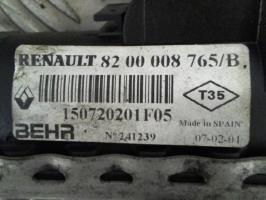 RENAULT 82 00 008 765/B
T35
150720201F05
Made in SPAIN
BEHR N° 241239 07-02-01